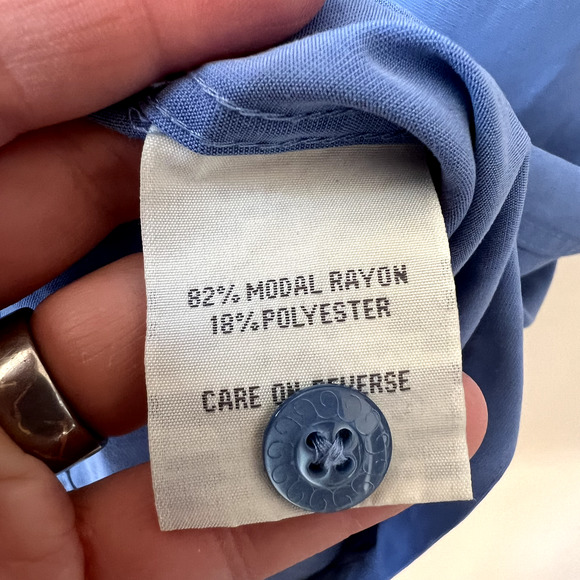 82% MODAL RAYON
18%POLYESTER
CARE ON REVERSE